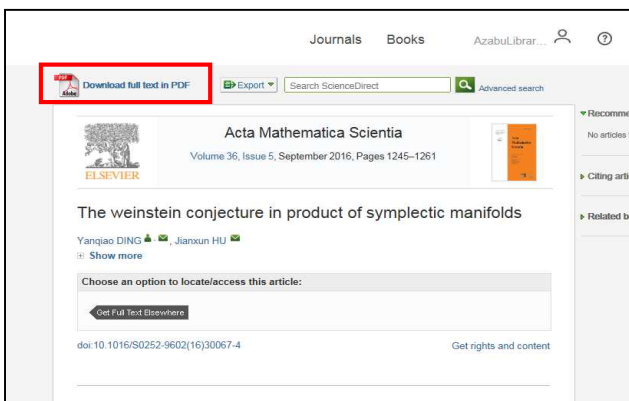 Journals Books AzabuLibrar... ?
PDF
Adobe
Download full text in PDF Export Search ScienceDirect Advanced search
Recomme
No articles
Citing arti
Related b
ELSEVIER
Acta Mathematica Scientia
Volume 36, Issue 5, September 2016, Pages 1245–1261
The weinstein conjecture in product of symplectic manifolds
Yanqiao DING , Jianxun HU
Show more
Choose an option to locate/access this article:
Get Full Text Elsewhere
doi:10.1016/S0252-9602(16)30067-4 Get rights and content